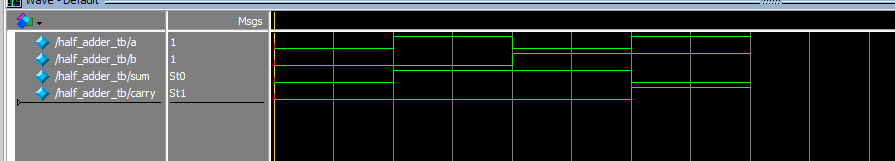 Wave - Default
Msgs
/half_adder_tb/a 1
/half_adder_tb/b 1
/half_adder_tb/sum St0
/half_adder_tb/carry St1